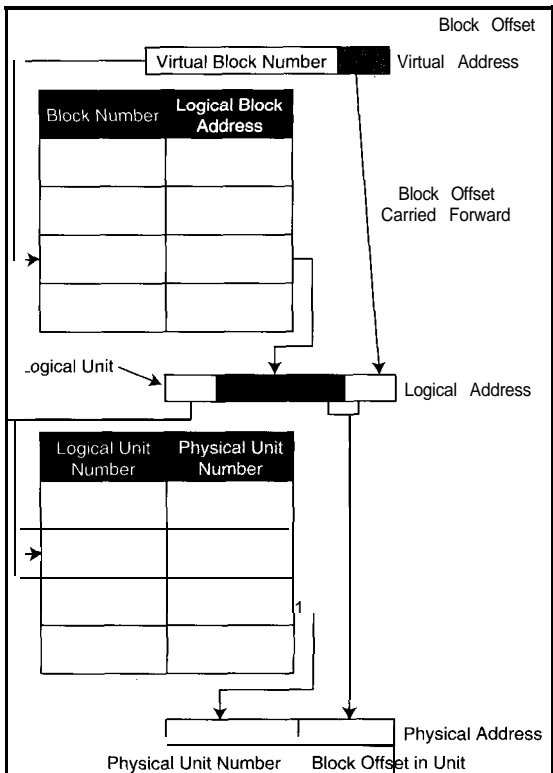 Block Offset
Virtual Block Number
Virtual Address
Block Number
Logical Block
Address
Block Offset
Carried Forward
ogical Unit
Logical Address
Logical Unit
Number
Physical Unit
Number
1
Physical Address
Physical Unit Number
Block Offset in Unit